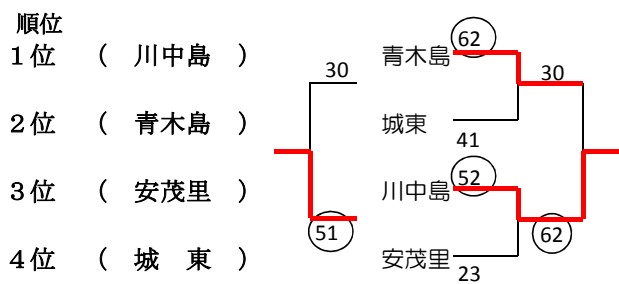 順位
1位 ( 川中島 )
2位 ( 青木島 )
3位 ( 安茂里 )
4位 ( 城 東 )
30
51
青木島 62
城東 41
川中島 52
安茂里 23
30
62